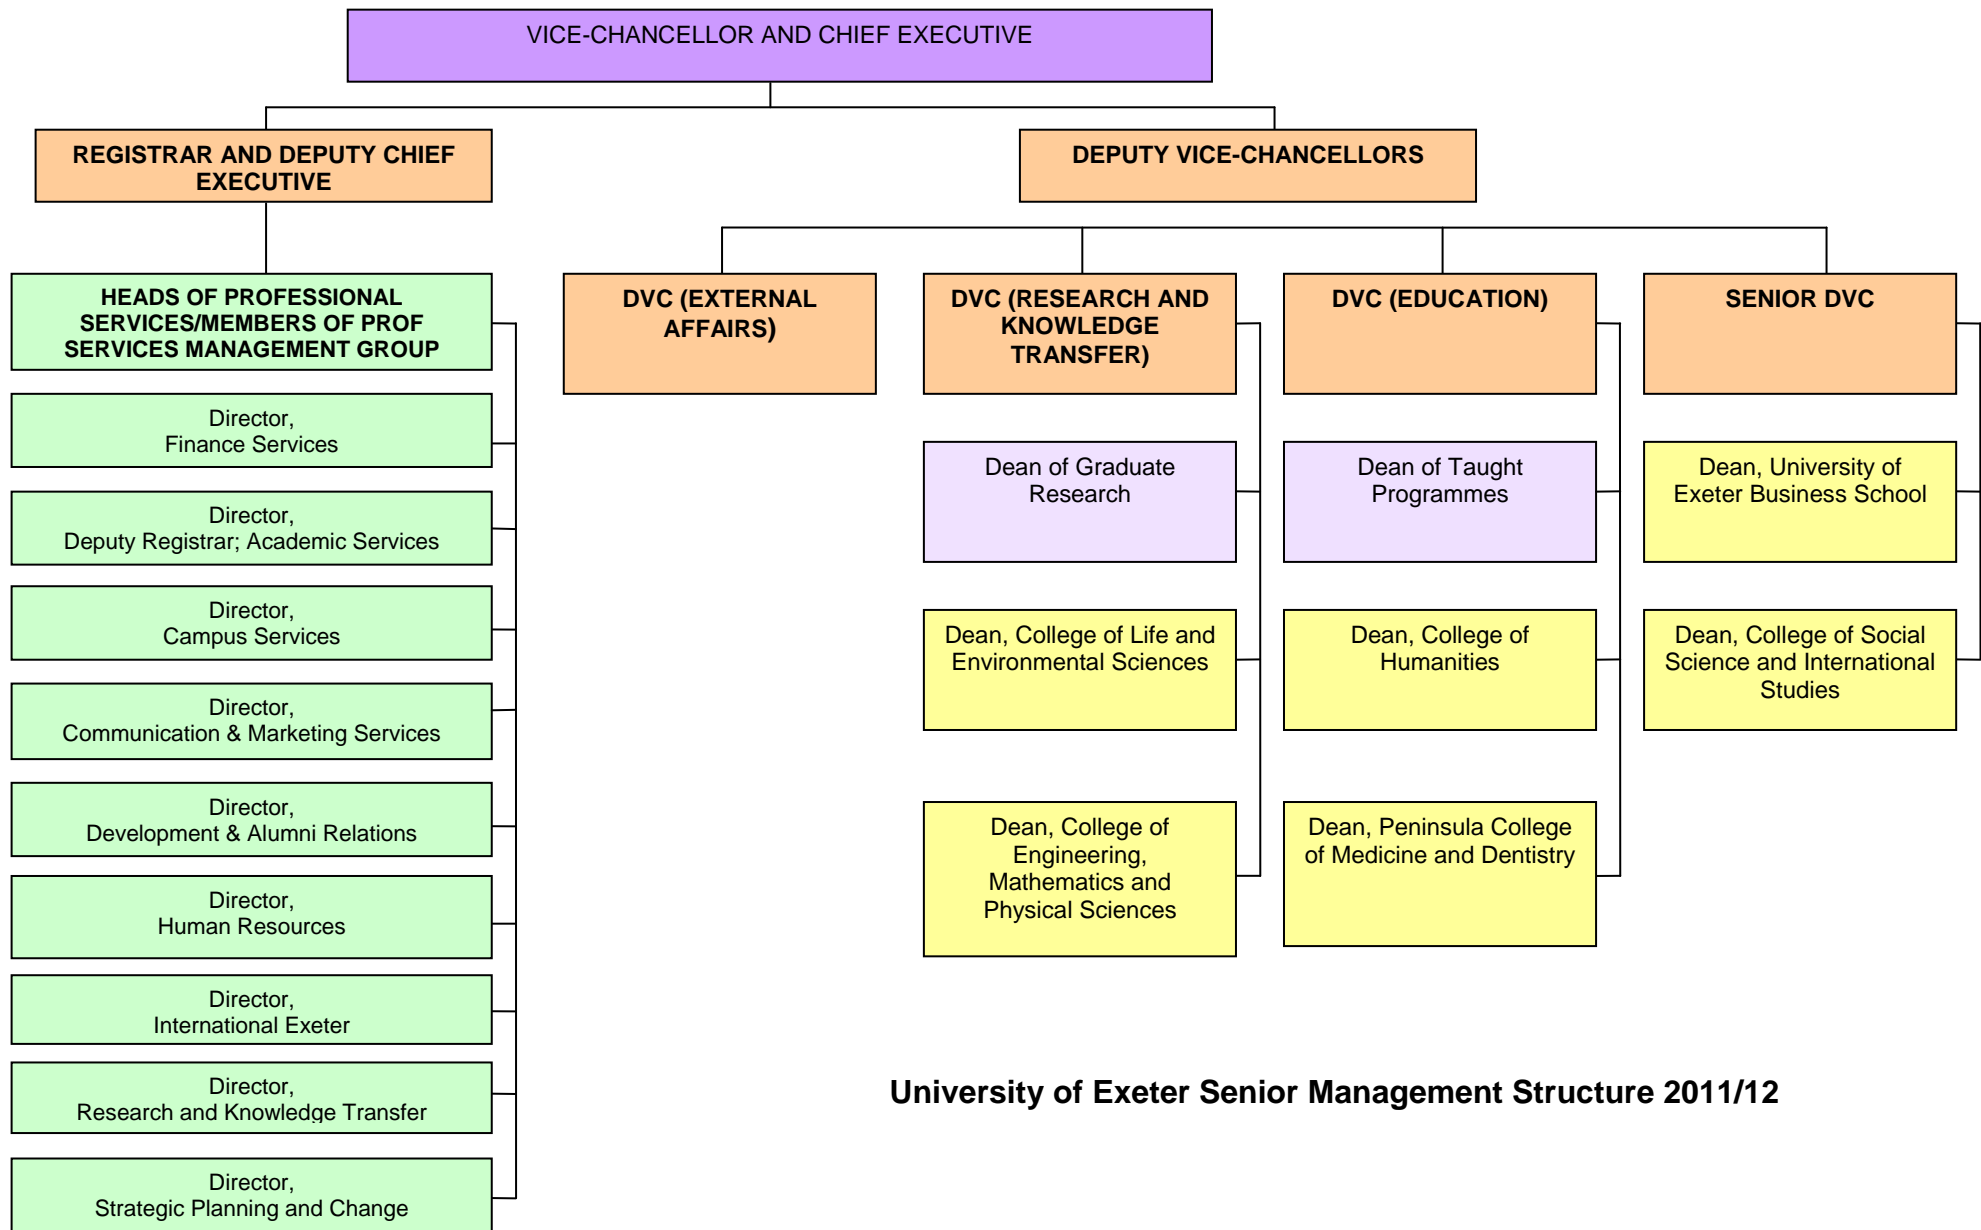 VICE-CHANCELLOR AND CHIEF EXECUTIVE
REGISTRAR AND DEPUTY CHIEF
EXECUTIVE
DEPUTY VICE-CHANCELLORS
HEADS OF PROFESSIONAL
SERVICES/MEMBERS OF PROF
SERVICES MANAGEMENT GROUP
DVC (EXTERNAL
AFFAIRS)
DVC (RESEARCH AND
KNOWLEDGE
TRANSFER)
DVC (EDUCATION)
SENIOR DVC
Director,
Finance Services
Director,
Deputy Registrar; Academic Services
Director,
Campus Services
Director,
Communication & Marketing Services
Director,
Development & Alumni Relations
Director,
Human Resources
Director,
International Exeter
Director,
Research and Knowledge Transfer
Director,
Strategic Planning and Change
Dean of Graduate
Research
Dean, College of Life and
Environmental Sciences
Dean, College of
Engineering,
Mathematics and
Physical Sciences
Dean of Taught
Programmes
Dean, College of
Humanities
Dean, Peninsula College
of Medicine and Dentistry
Dean, University of
Exeter Business School
Dean, College of Social
Science and International
Studies
University of Exeter Senior Management Structure 2011/12